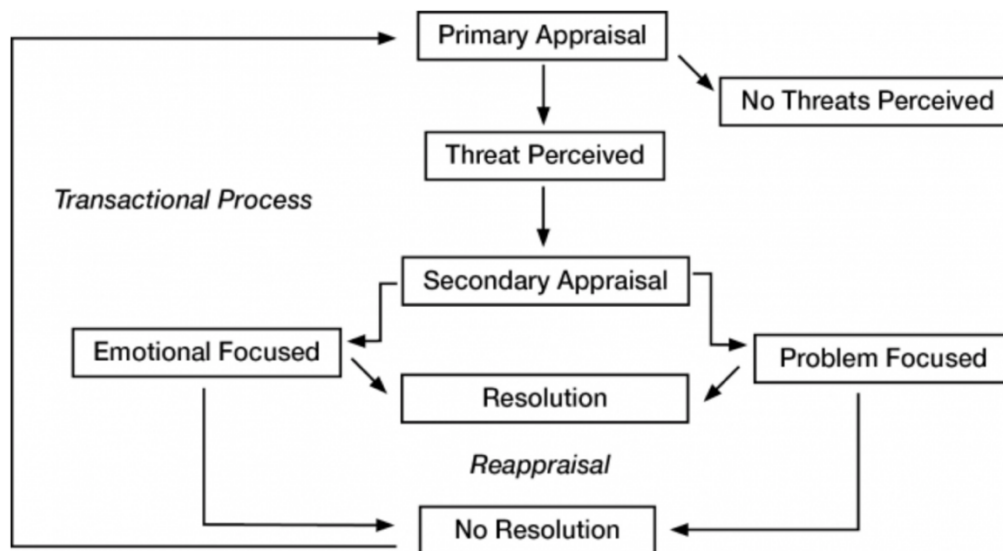 Primary Appraisal
No Threats Perceived
Threat Perceived
Transactional Process
Secondary Appraisal
Emotional Focused
Problem Focused
Resolution
Reappraisal
No Resolution